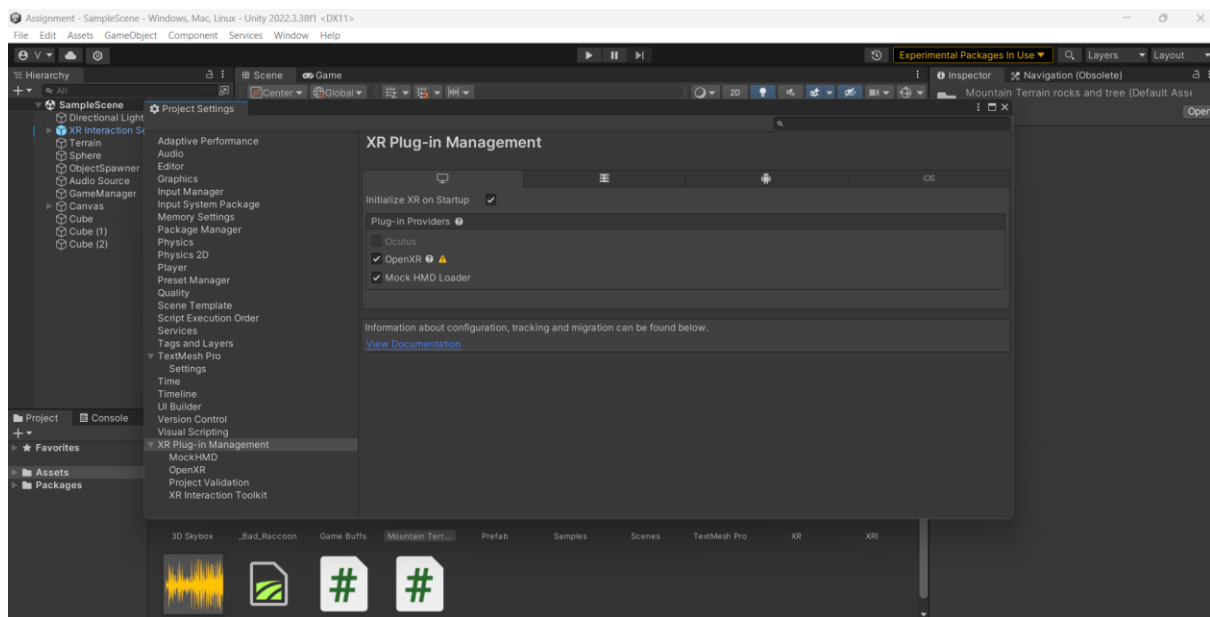 Assignment - SampleScene - Windows, Mac, Linux - Unity 2022.3.38f1 <DX11>
File Edit Assets GameObject Component Services Window Help
V
Experimental Packages In Use
Layers
Layout
Hierarchy
Scene
Game
Inspector
Navigation (Obsolete)
All
Center
Global
2D
Mountain Terrain rocks and tree (Default Asse
Open
SampleScene
Directional Light
XR Interaction Se
Terrain
Sphere
ObjectSpawner
Audio Source
GameManager
Canvas
Cube
Cube (1)
Cube (2)
Project Settings
Adaptive Performance
Audio
Editor
Graphics
Input Manager
Input System Package
Memory Settings
Package Manager
Physics
Physics 2D
Player
Preset Manager
Quality
Scene Template
Script Execution Order
Services
Tags and Layers
TextMesh Pro
Settings
Time
Timeline
UI Builder
Version Control
Visual Scripting
XR Plug-in Management
MockHMD
OpenXR
Project Validation
XR Interaction Toolkit
XR Plug-in Management
iOS
Initialize XR on Startup
Plug-in Providers
Oculus
OpenXR
Mock HMD Loader
Information about configuration, tracking and migration can be found below.
View Documentation
Project
Console
Favorites
Assets
Packages
3D Skybox
_Bad_Raccoon
Game Buffs
Mountain Terr...
Prefab
Samples
Scenes
TextMesh Pro
XR
XRI
#
#